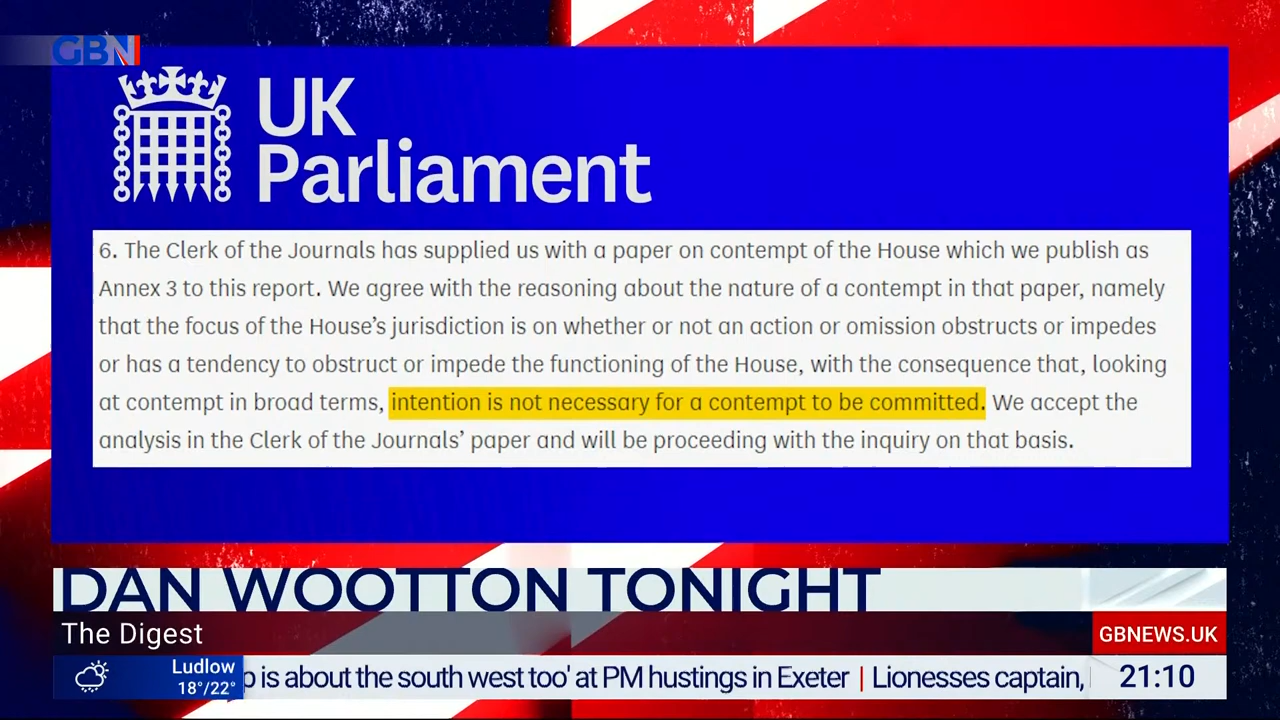 GBN
UK
Parliament
6. The Clerk of the Journals has supplied us with a paper on contempt of the House which we publish as
Annex 3 to this report. We agree with the reasoning about the nature of a contempt in that paper, namely
that the focus of the House’s jurisdiction is on whether or not an action or omission obstructs or impedes
or has a tendency to obstruct or impede the functioning of the House, with the consequence that, looking
at contempt in broad terms, intention is not necessary for a contempt to be committed. We accept the
analysis in the Clerk of the Journals’ paper and will be proceeding with the inquiry on that basis.
DAN WOOTTON TONIGHT
The Digest
GBNEWS.UK
Ludlow
18°/22°
is about the south west too' at PM hustings in Exeter | Lionesses captain,
21:10